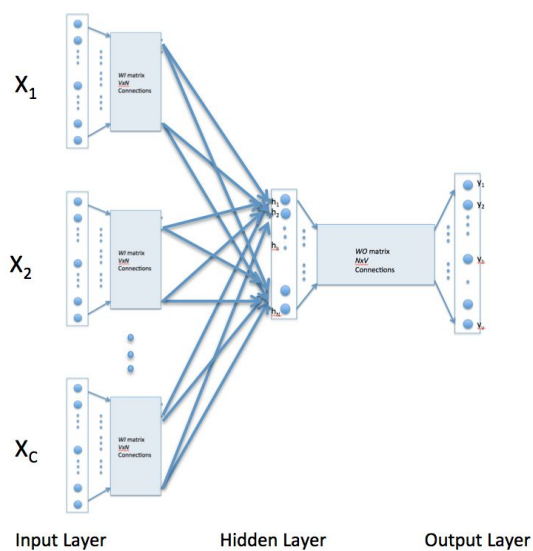 X1
WI matrix
VxN
Connections
X2
WI matrix
VxN
Connections
XC
WI matrix
VxN
Connections
h1
h2
WO matrix
NxV
Connections
y1
y2
Input Layer
Hidden Layer
Output Layer